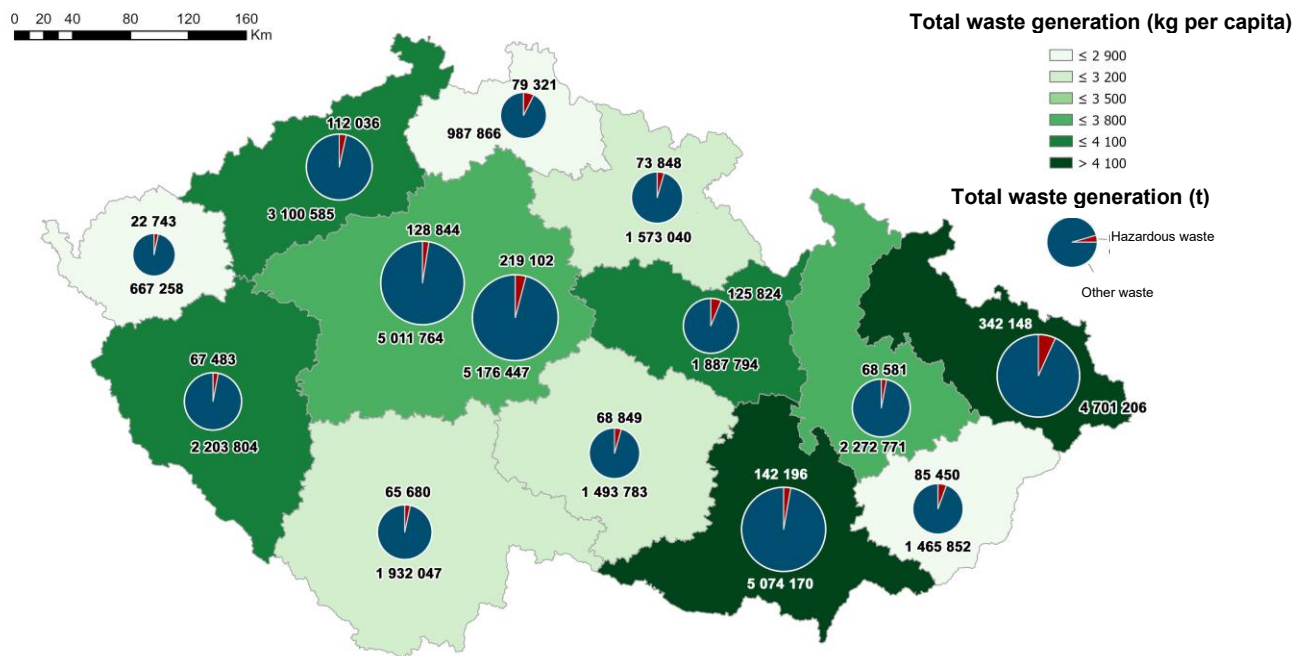 0 20 40 80 120 160
Km
Total waste generation (kg per capita)
≤ 2 900
≤ 3 200
≤ 3 500
≤ 3 800
≤ 4 100
> 4 100
Total waste generation (t)
Hazardous waste
Other waste
79 321
987 866
112 036
3 100 585
73 848
1 573 040
22 743
667 258
128 844
5 011 764
219 102
5 176 447
125 824
1 887 794
342 148
4 701 206
67 483
2 203 804
68 581
2 272 771
68 849
1 493 783
142 196
5 074 170
85 450
1 465 852
65 680
1 932 047